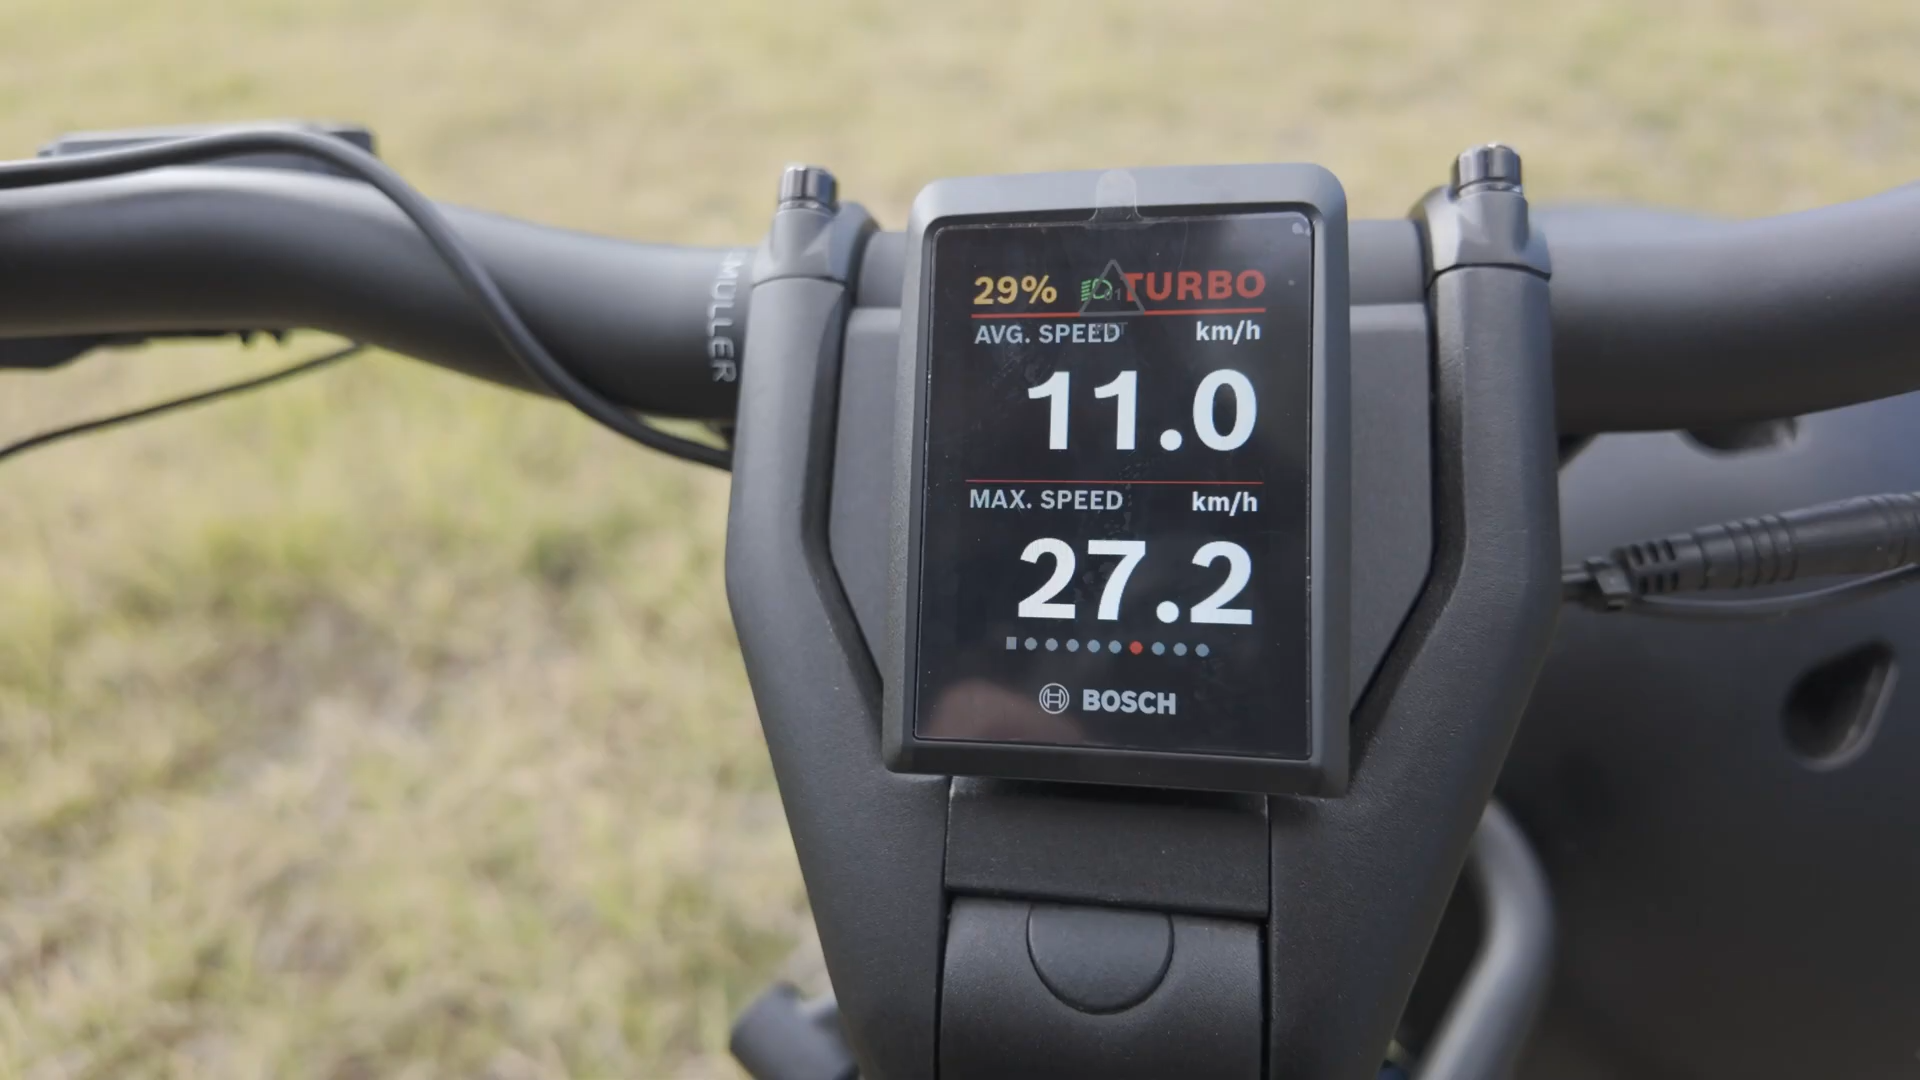 29% TURBO
AVG. SPEED km/h
11.0
MAX. SPEED km/h
27.2
BOSCH
MULLER